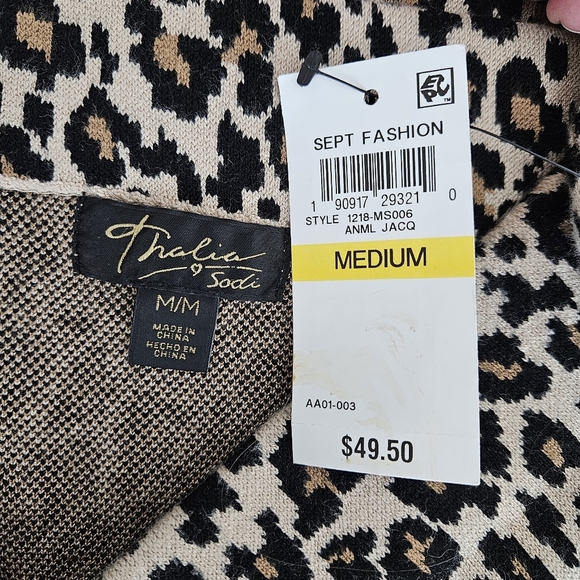 Thalia
Sodi
M/M
MADE IN
CHINA
HECHO EN
CHINA
EZPC™
SEPT FASHION
1 90917 29321 0
STYLE 1218-MS006
ANML JACQ
MEDIUM
AA01-003
$49.50